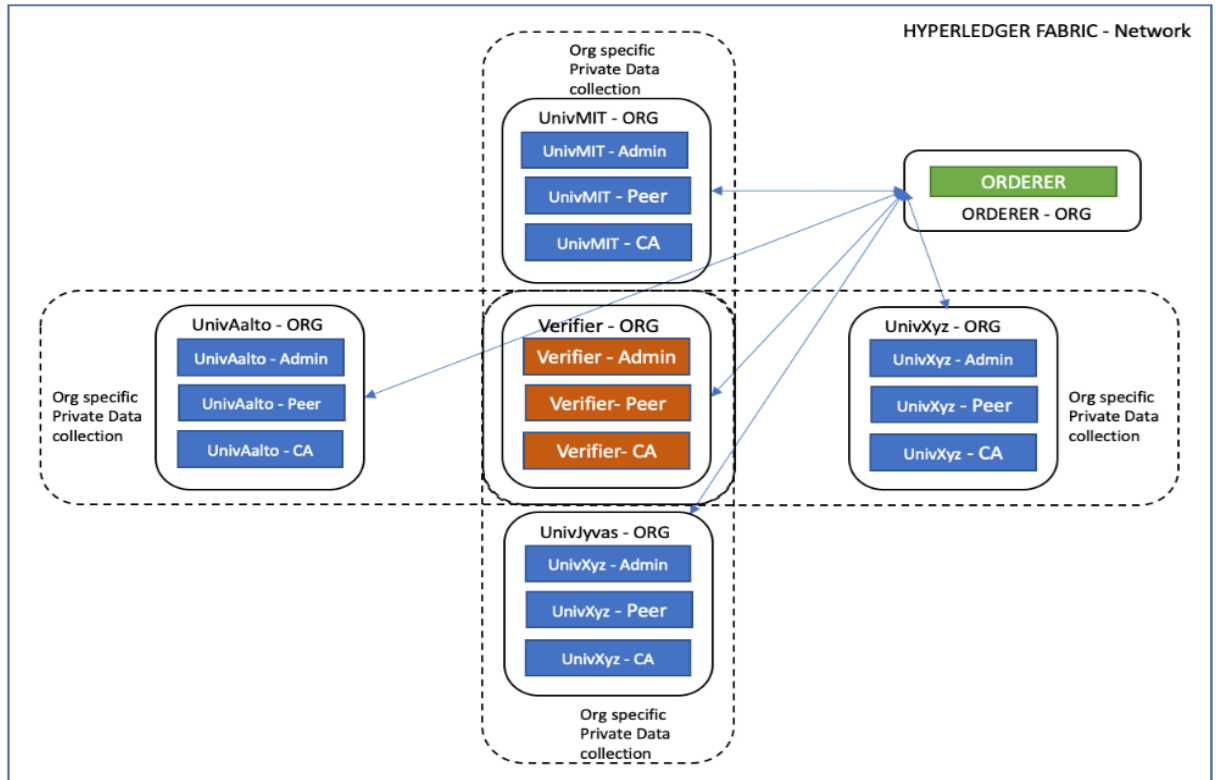 HYPERLEDGER FABRIC - Network
Org specific
Private Data
collection
UnivMIT - ORG
UnivMIT - Admin
UnivMIT - Peer
UnivMIT - CA
ORDERER
ORDERER - ORG
UnivAalto - ORG
UnivAalto - Admin
UnivAalto - Peer
UnivAalto - CA
Org specific
Private Data
collection
Verifier - ORG
Verifier - Admin
Verifier- Peer
Verifier- CA
UnivXyz - ORG
UnivXyz - Admin
UnivXyz - Peer
UnivXyz - CA
Org specific
Private Data
collection
UnivJyvas - ORG
UnivXyz - Admin
UnivXyz - Peer
UnivXyz - CA
Org specific
Private Data
collection